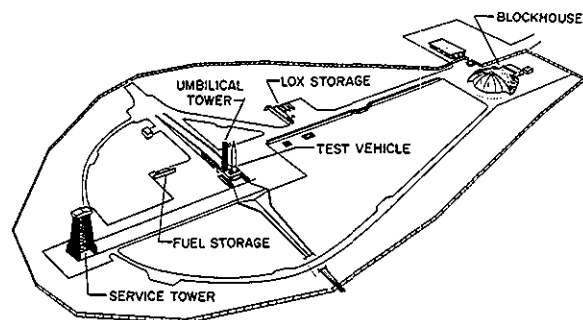 BLOCKHOUSE
UMBILICAL
TOWER
LOX STORAGE
TEST VEHICLE
FUEL STORAGE
SERVICE TOWER